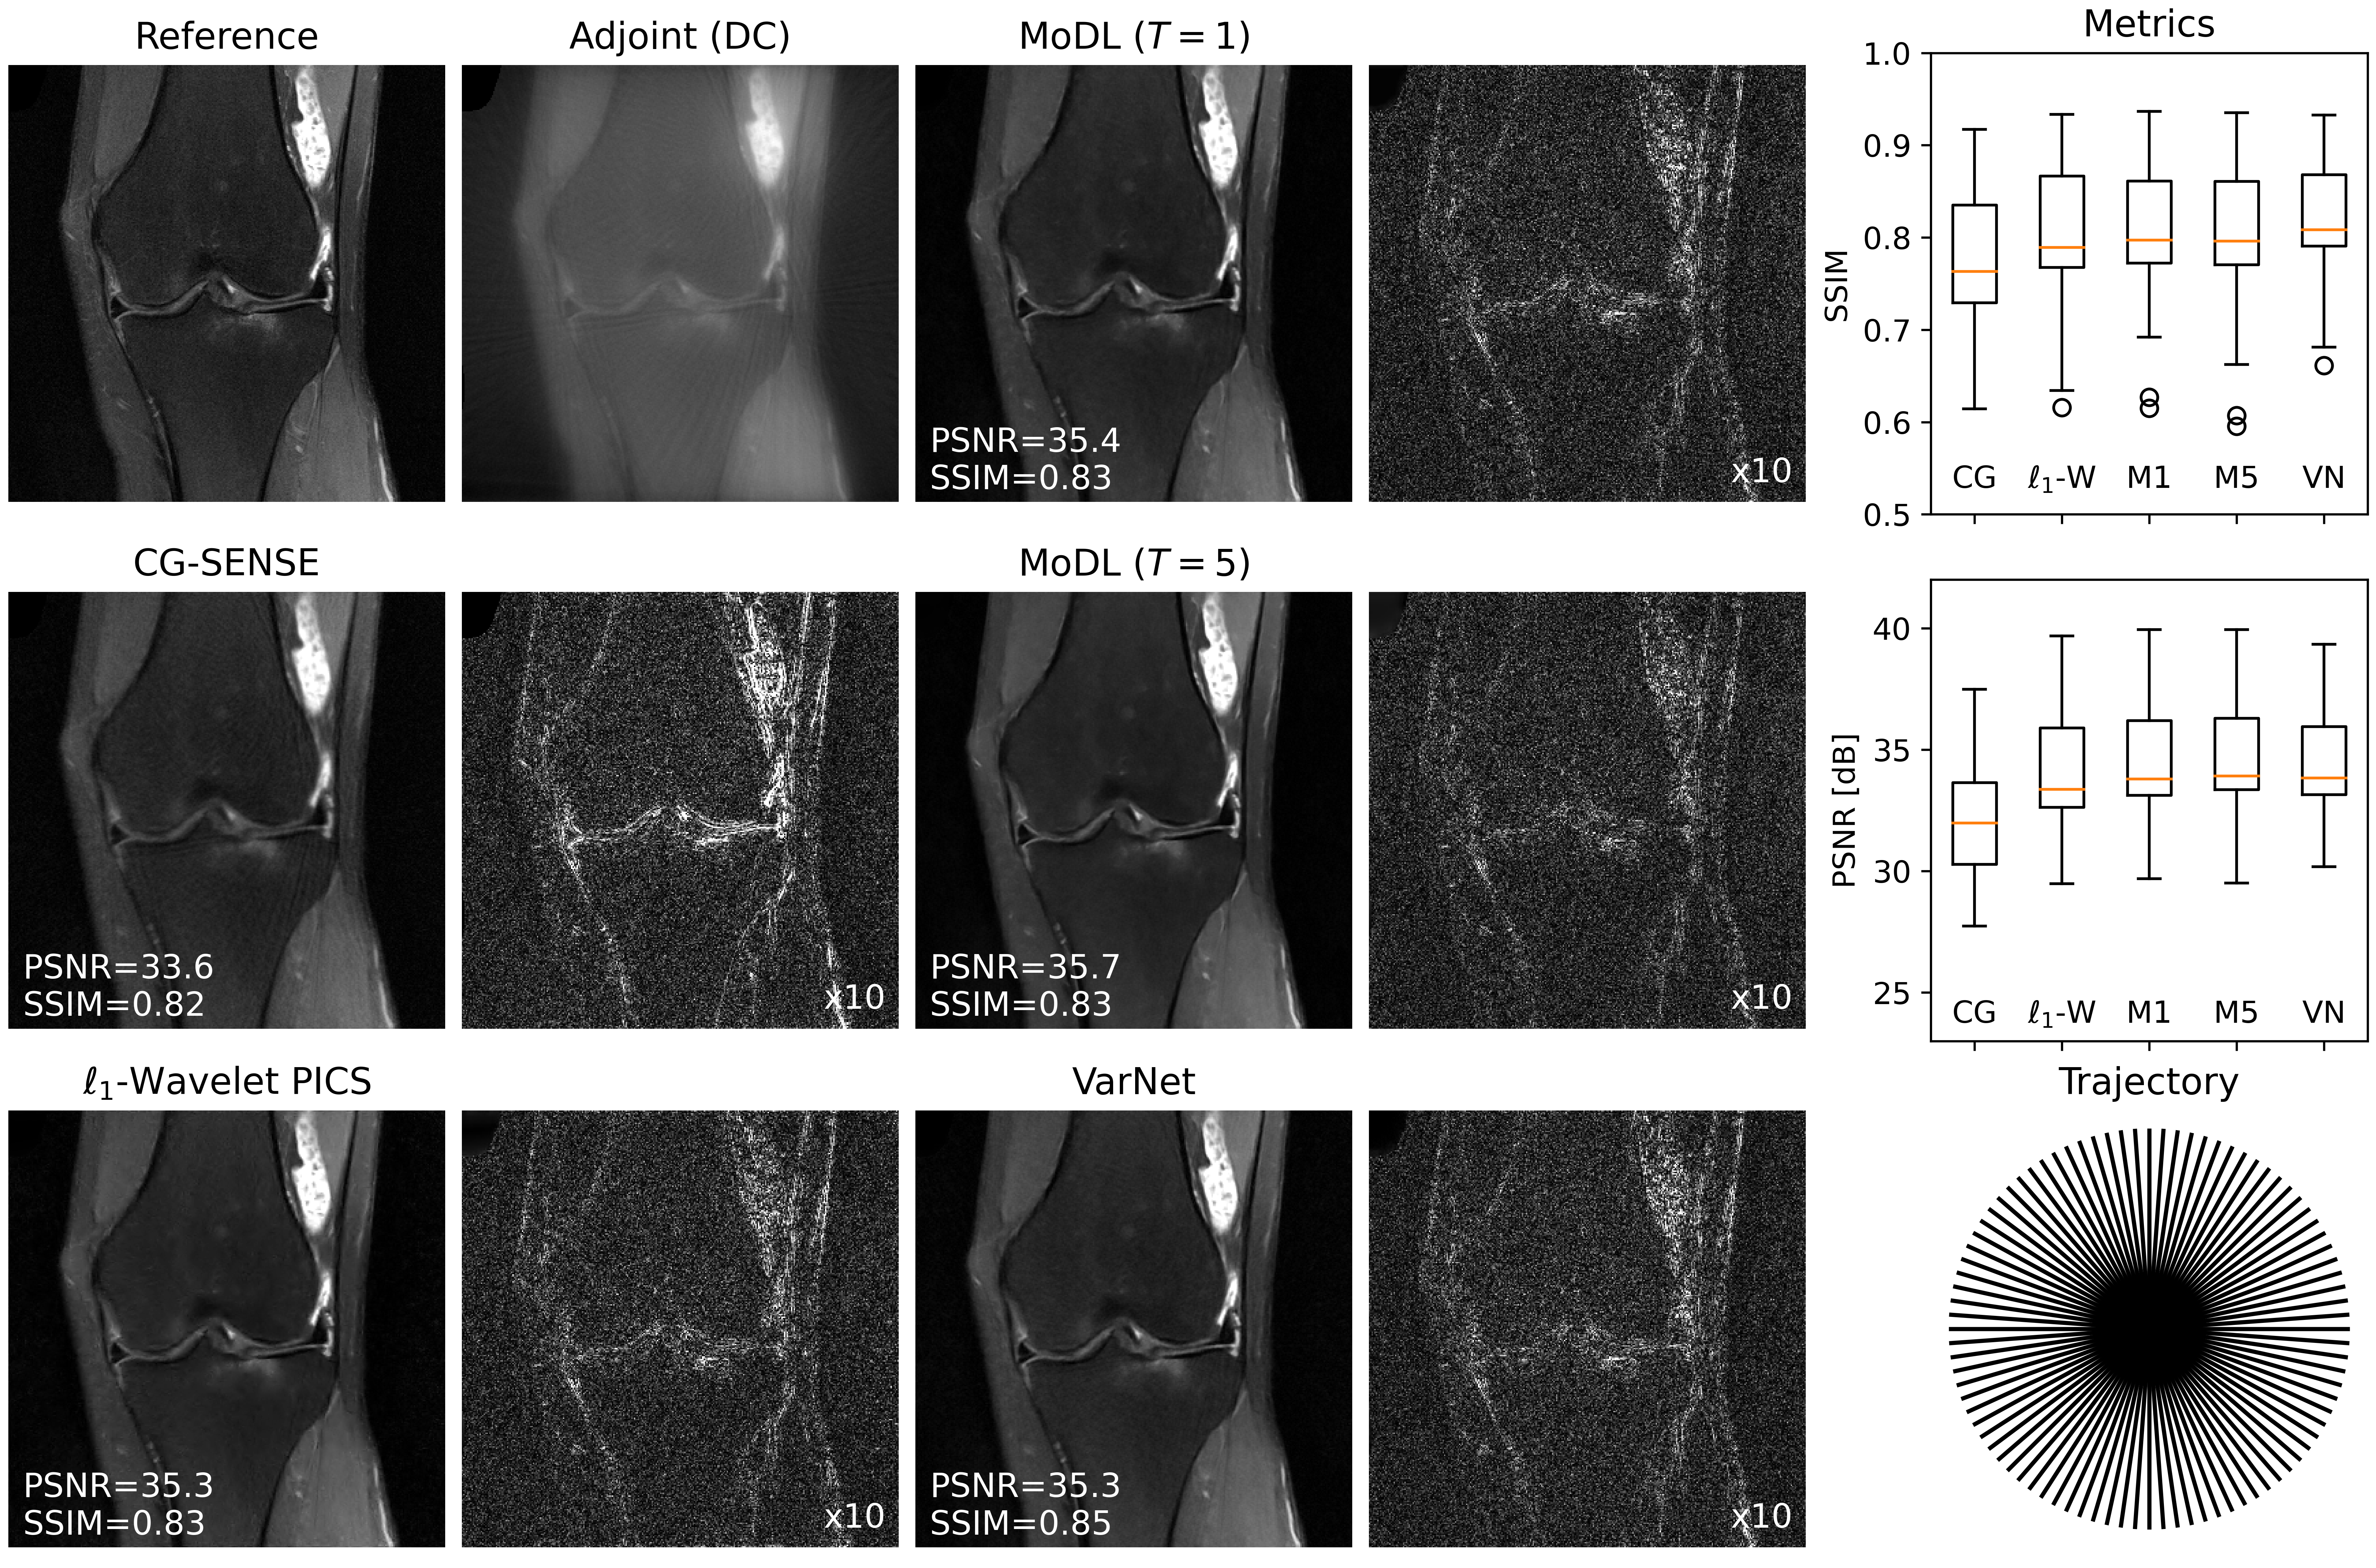 Reference
Adjoint (DC)
MoDL (T = 1)
Metrics
PSNR=35.4
SSIM=0.83
x10
SSIM
1.0
0.9
0.8
0.7
0.6
0.5
CG
ℓ₁-W
M1
M5
VN
CG-SENSE
MoDL (T = 5)
PSNR=33.6
SSIM=0.82
x10
PSNR=35.7
SSIM=0.83
x10
PSNR [dB]
40
35
30
25
CG
ℓ₁-W
M1
M5
VN
ℓ₁-Wavelet PICS
VarNet
Trajectory
PSNR=35.3
SSIM=0.83
x10
PSNR=35.3
SSIM=0.85
x10